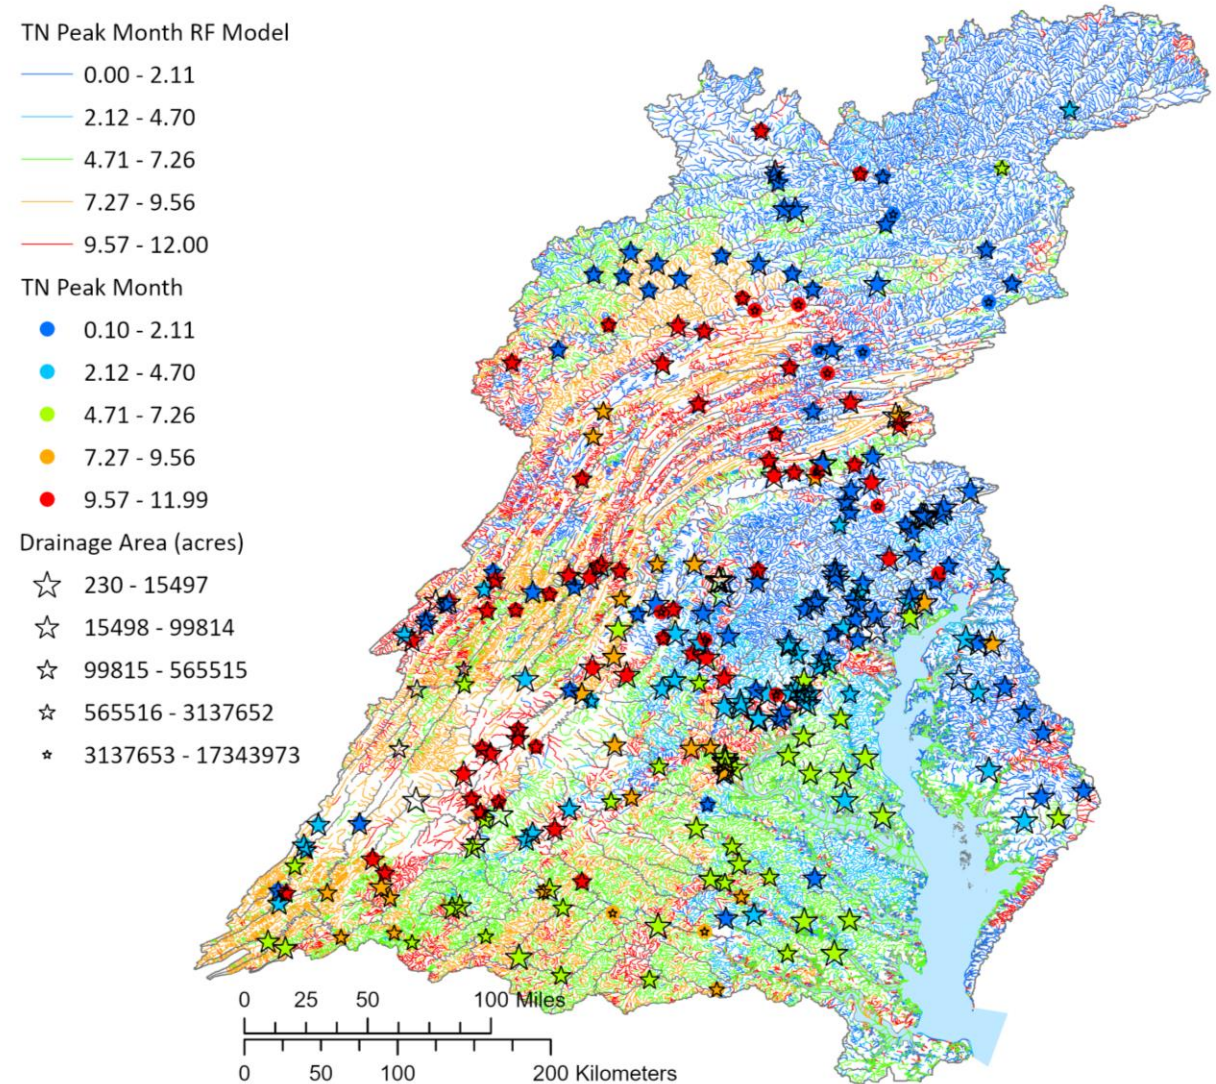 TN Peak Month RF Model
0.00 - 2.11
2.12 - 4.70
4.71 - 7.26
7.27 - 9.56
9.57 - 12.00
TN Peak Month
0.10 - 2.11
2.12 - 4.70
4.71 - 7.26
7.27 - 9.56
9.57 - 11.99
Drainage Area (acres)
230 - 15497
15498 - 99814
99815 - 565515
565516 - 3137652
3137653 - 17343973
0 25 50 100 Miles
0 50 100 200 Kilometers